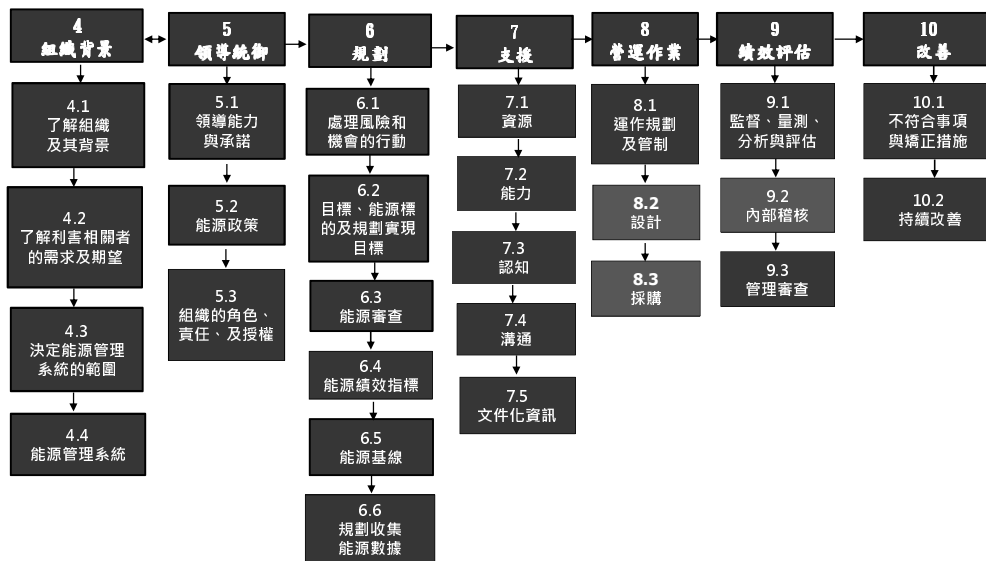 4
組織背景
4.1
了解組織
及其背景
4.2
了解利害相關者
的需求及期望
4.3
決定能源管理
系統的範圍
4.4
能源管理系統
5
領導統御
5.1
領導能力
與承諾
5.2
能源政策
5.3
組織的角色、
責任、及授權
6
規劃
6.1
處理風險和
機會的行動
6.2
目標、能源標
的及規劃實現
目標
6.3
能源審查
6.4
能源績效指標
6.5
能源基線
6.6
規劃收集
能源數據
7
支援
7.1
資源
7.2
能力
7.3
認知
7.4
溝通
7.5
文件化資訊
8
營運作業
8.1
運作規劃
及管制
8.2
設計
8.3
採購
9
績效評估
9.1
監督、量測、
分析與評估
9.2
內部稽核
9.3
管理審查
10
改善
10.1
不符合事項
與矯正措施
10.2
持續改善